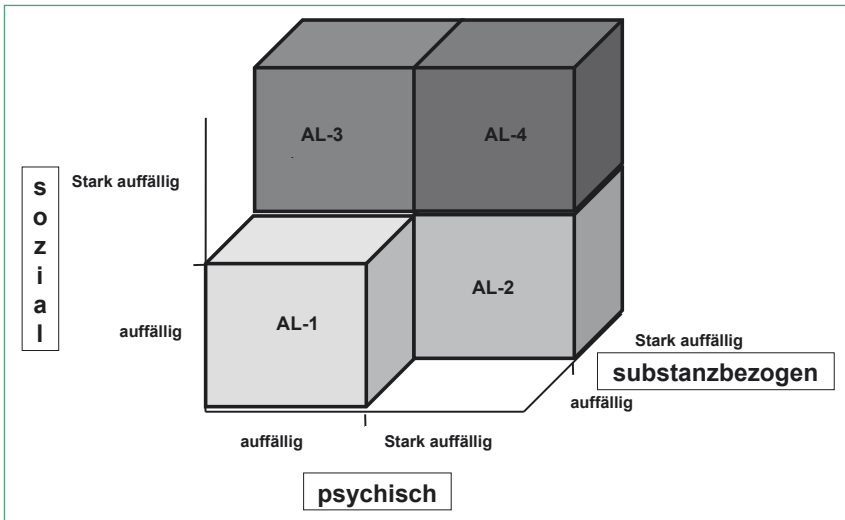 AL-3
AL-4
sozial
Stark auffällig
AL-1
AL-2
auffällig
Stark auffällig
substanzbezogen
auffällig
auffällig
Stark auffällig
psychisch